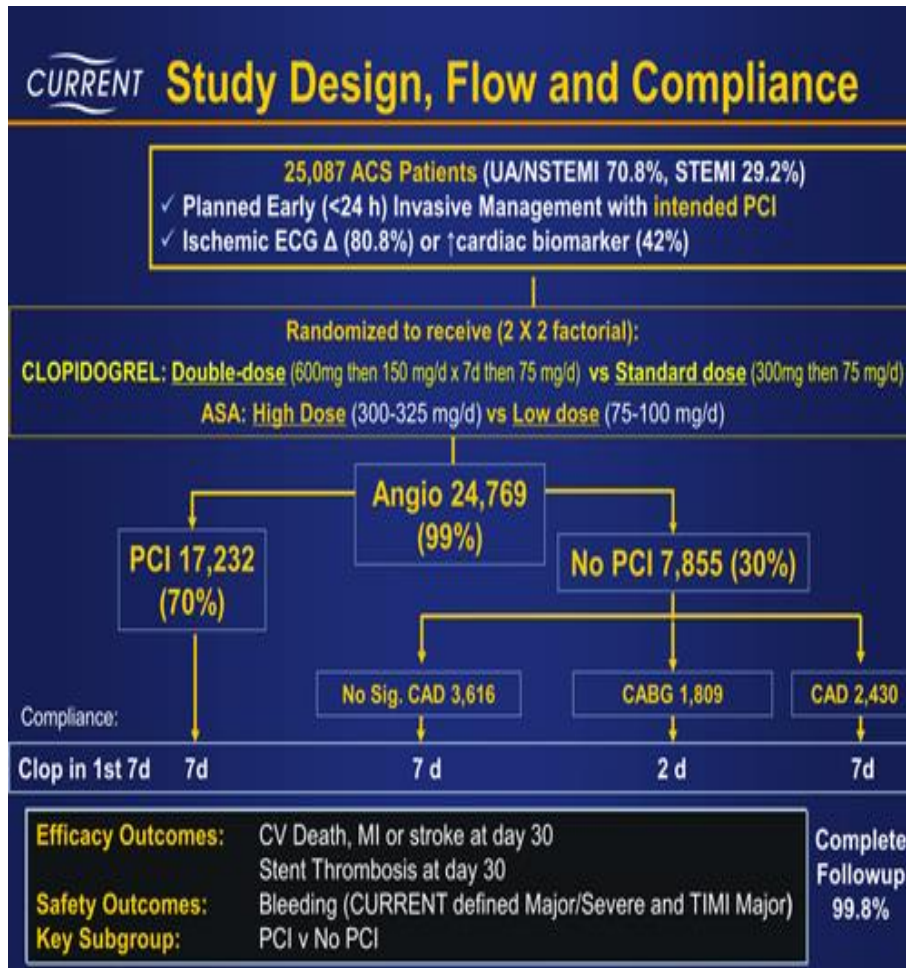 CURRENT Study Design, Flow and Compliance
25,087 ACS Patients (UA/NSTEMI 70.8%, STEMI 29.2%)
✓ Planned Early (<24 h) Invasive Management with intended PCI
✓ Ischemic ECG Δ (80.8%) or ↑cardiac biomarker (42%)
Randomized to receive (2 X 2 factorial):
CLOPIDOGREL: Double-dose (600mg then 150 mg/d x 7d then 75 mg/d) vs Standard dose (300mg then 75 mg/d)
ASA: High Dose (300-325 mg/d) vs Low dose (75-100 mg/d)
Angio 24,769
(99%)
PCI 17,232
(70%)
No PCI 7,855 (30%)
No Sig. CAD 3,616
CABG 1,809
CAD 2,430
Compliance:
Clop in 1st 7d 7d 7 d 2 d 7d
Efficacy Outcomes: CV Death, MI or stroke at day 30
Stent Thrombosis at day 30
Safety Outcomes: Bleeding (CURRENT defined Major/Severe and TIMI Major)
Key Subgroup: PCI v No PCI
Complete
Followup
99.8%